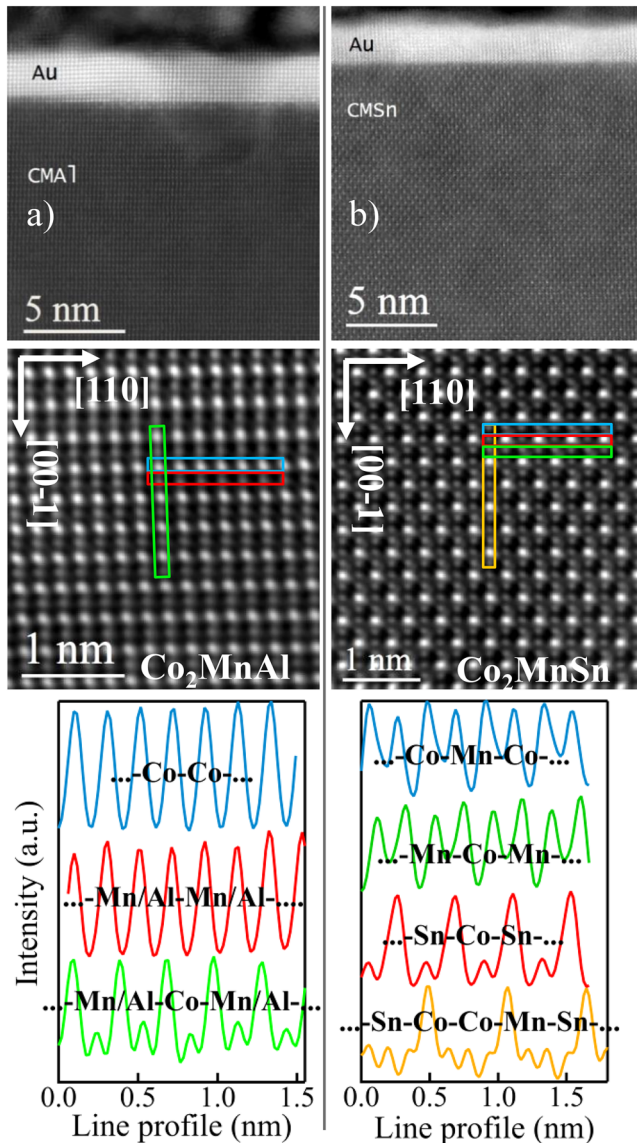 Au
CMAl
a)
5 nm
Au
CMSn
b)
5 nm
[110]
[00-1]
1 nm
Co2MnAl
[110]
[00-1]
1 nm
Co2MnSn
Intensity (a.u.)
...-Co-Co-...
...-Mn/Al-Mn/Al-.....
...-Mn/Al-Co-Mn/Al-...
0.0 0.5 1.0 1.5
Line profile (nm)
...-Co-Mn-Co-...
...-Mn-Co-Mn-...
...-Sn-Co-Sn-...
...-Sn-Co-Co-Mn-Sn-...
0.0 0.5 1.0 1.5
Line profile (nm)